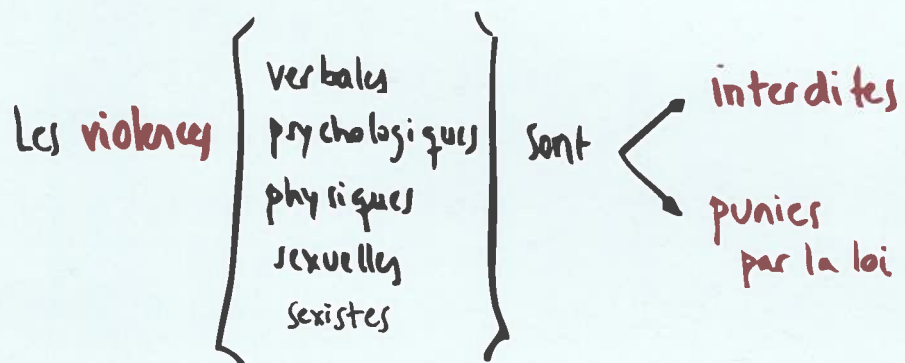 Les violences
verbales
psychologiques
physiques
sexuelles
sexistes
sont
interdites
punies
par la loi